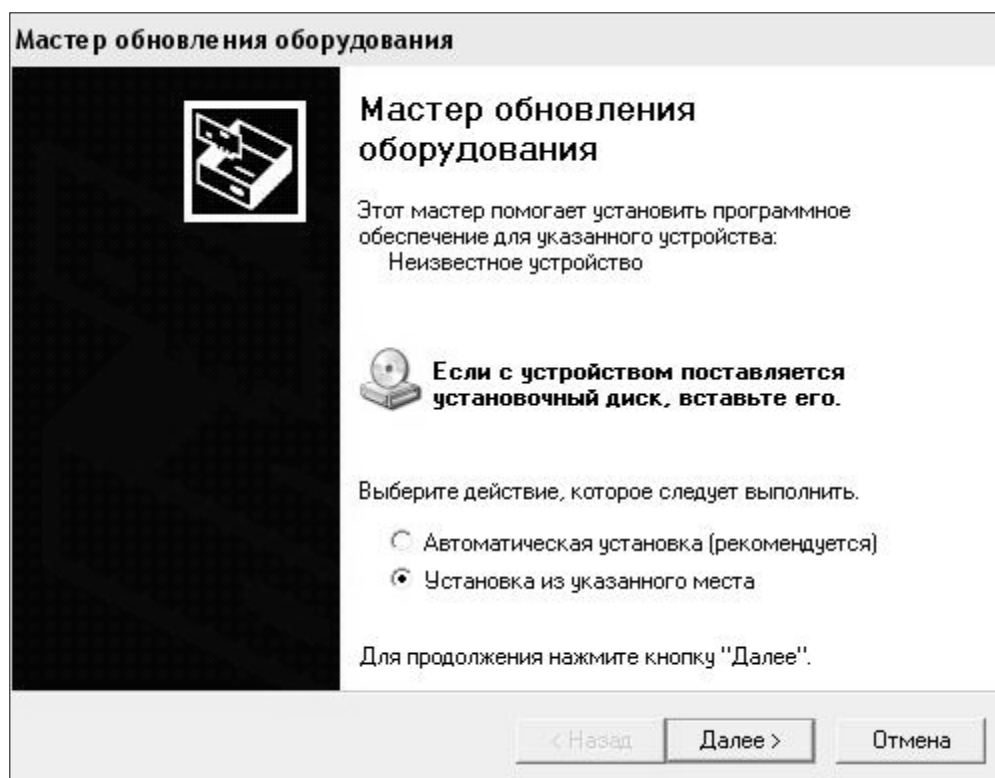 Мастер обновления оборудования
Мастер обновления
оборудования
Этот мастер помогает установить программное
обеспечение для указанного устройства:
Неизвестное устройство
Если с устройством поставляется
установочный диск, вставьте его.
Выберите действие, которое следует выполнить.
Автоматическая установка (рекомендуется)
Установка из указанного места
Для продолжения нажмите кнопку "Далее".
< Назад
Далее >
Отмена